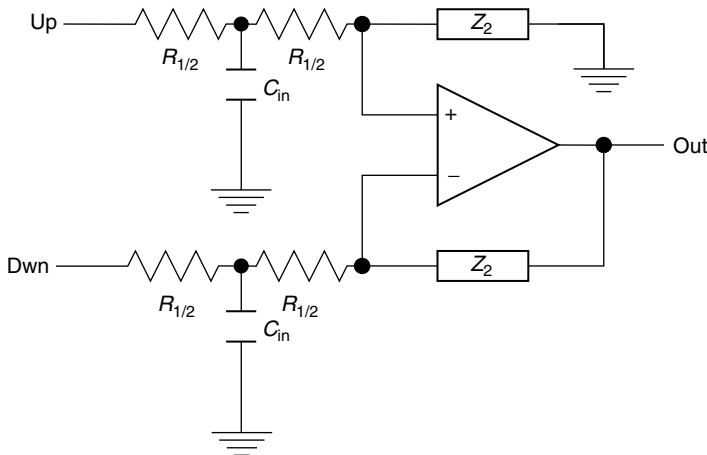 Up
R1/2
R1/2
Z2
Cin
+
−
Out
Dwn
R1/2
R1/2
Z2
Cin